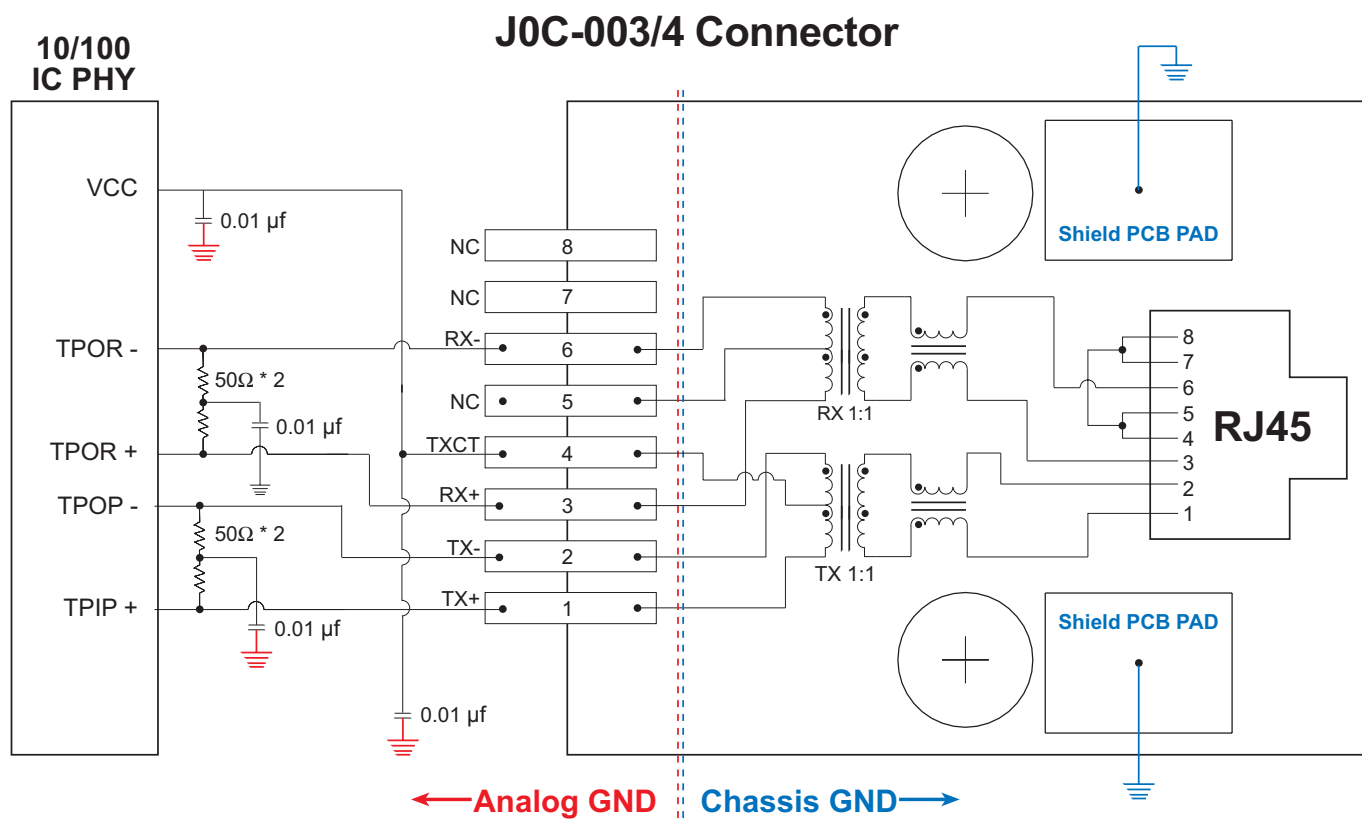 J0C-003/4 Connector
10/100
IC PHY
VCC
0.01 µf
Shield PCB PAD
NC
8
NC
7
TPOR -
RX-
6
50Ω * 2
NC
5
0.01 µf
RX 1:1
TPOR +
TXCT
4
RX+
3
TPOP -
50Ω * 2
TX-
2
TX 1:1
TPIP +
TX+
1
0.01 µf
0.01 µf
8
7
6
5
4
3
2
1
RJ45
Shield PCB PAD
Analog GND
Chassis GND